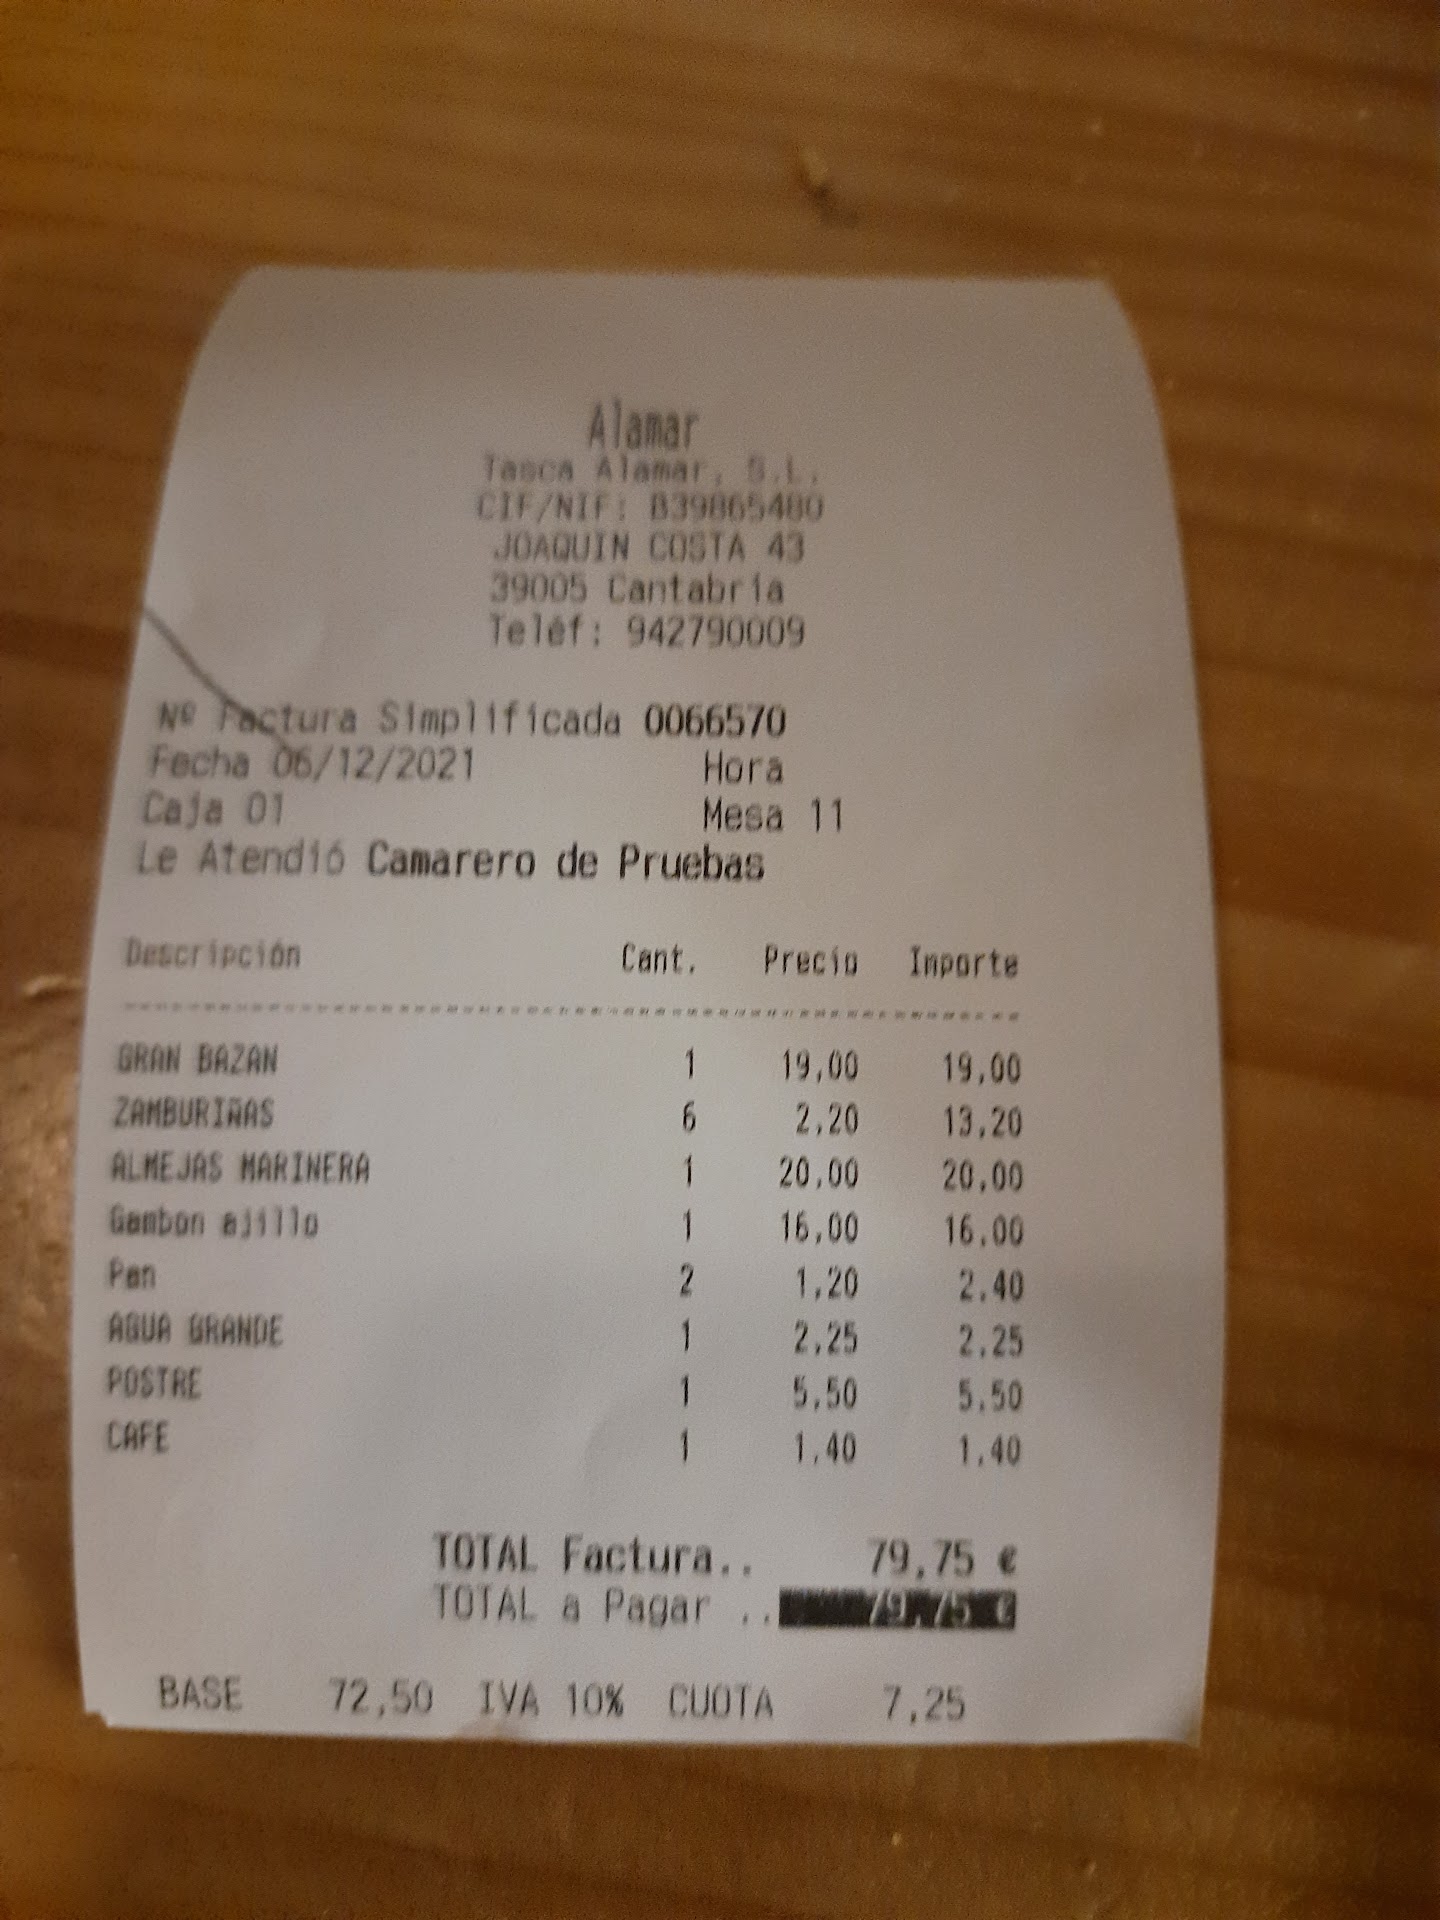 Alamar
Tasca Alamar, S.L.
CIF/NIF: B39865480
JOAQUIN COSTA 43
39005 Cantabria
Teléf: 942790009
Nº Factura Simplificada 0066570
Fecha 06/12/2021 Hora
Caja 01 Mesa 11
Le Atendió Camarero de Pruebas
Descripción Cant. Precio Importe
GRAN BAZAN 1 19,00 19,00
ZAMBURIÑAS 6 2,20 13,20
ALMEJAS MARINERA 1 20,00 20,00
Gambon ajillo 1 16,00 16,00
Pan 2 1,20 2,40
AGUA GRANDE 1 2,25 2,25
POSTRE 1 5,50 5,50
CAFE 1 1,40 1,40
TOTAL Factura.. 79,75 €
TOTAL a Pagar .. 79,75 €
BASE 72,50 IVA 10% CUOTA 7,25